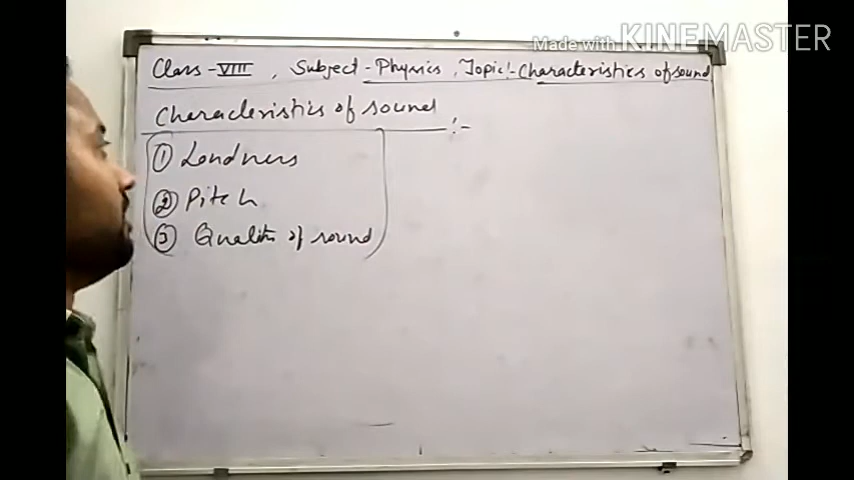 Made with KINEMASTER
Class-VIII, Subject-Physics, Topic:-Characteristics of sound
Characteristics of sound :-
① Loudness
② Pitch
③ Quality of sound